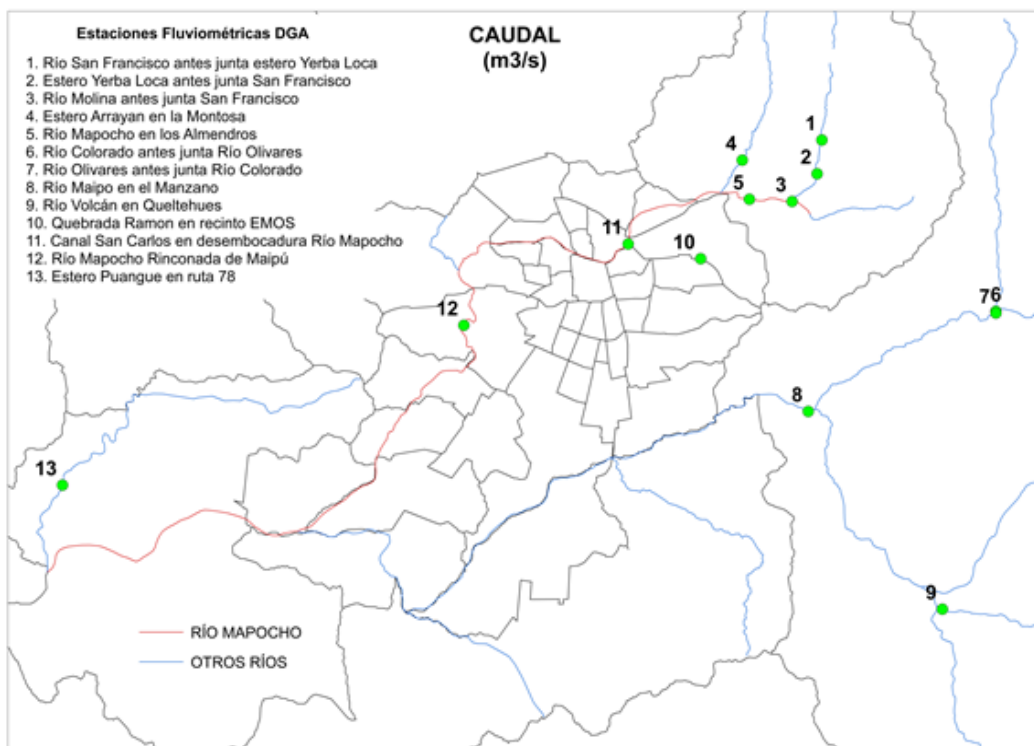 Estaciones Fluviométricas DGA
1. Río San Francisco antes junta estero Yerba Loca
2. Estero Yerba Loca antes junta San Francisco
3. Río Molina antes junta San Francisco
4. Estero Arrayan en la Montosa
5. Río Mapocho en los Almendros
6. Río Colorado antes junta Río Olivares
7. Río Olivares antes junta Río Colorado
8. Río Maipo en el Manzano
9. Río Volcán en Queltehues
10. Quebrada Ramon en recinto EMOS
11. Canal San Carlos en desembocadura Río Mapocho
12. Río Mapocho Rinconada de Maipú
13. Estero Puangue en ruta 78
CAUDAL
(m3/s)
1
4
2
5
3
11
10
76
12
8
13
9
RÍO MAPOCHO
OTROS RÍOS